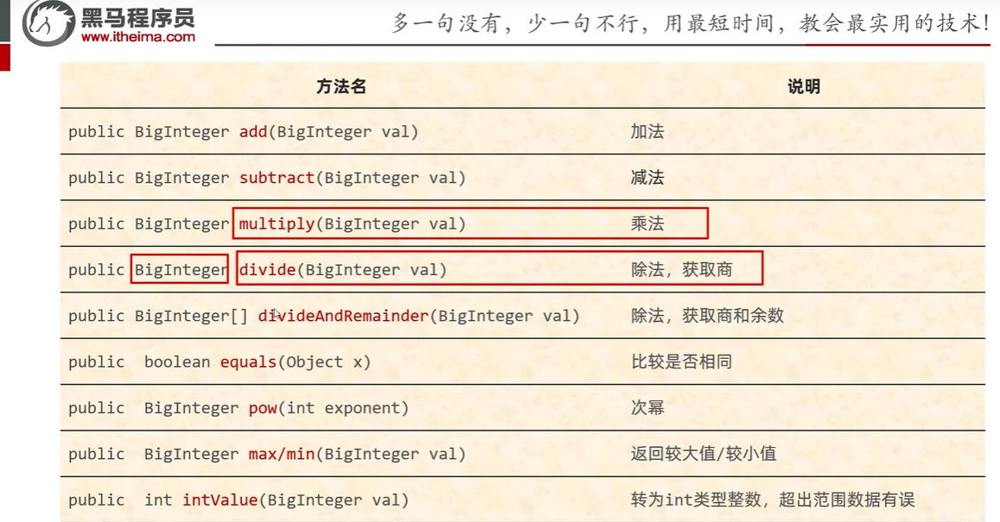 黑马程序员
www.itheima.com
多一句没有，少一句不行，用最短时间，教会最实用的技术！
方法名 说明
public BigInteger add(BigInteger val) 加法
public BigInteger subtract(BigInteger val) 减法
public BigInteger multiply(BigInteger val) 乘法
public BigInteger divide(BigInteger val) 除法，获取商
public BigInteger[] divideAndRemainder(BigInteger val) 除法，获取商和余数
public boolean equals(Object x) 比较是否相同
public BigInteger pow(int exponent) 次幂
public BigInteger max/min(BigInteger val) 返回较大值/较小值
public int intValue(BigInteger val) 转为int类型整数，超出范围数据有误